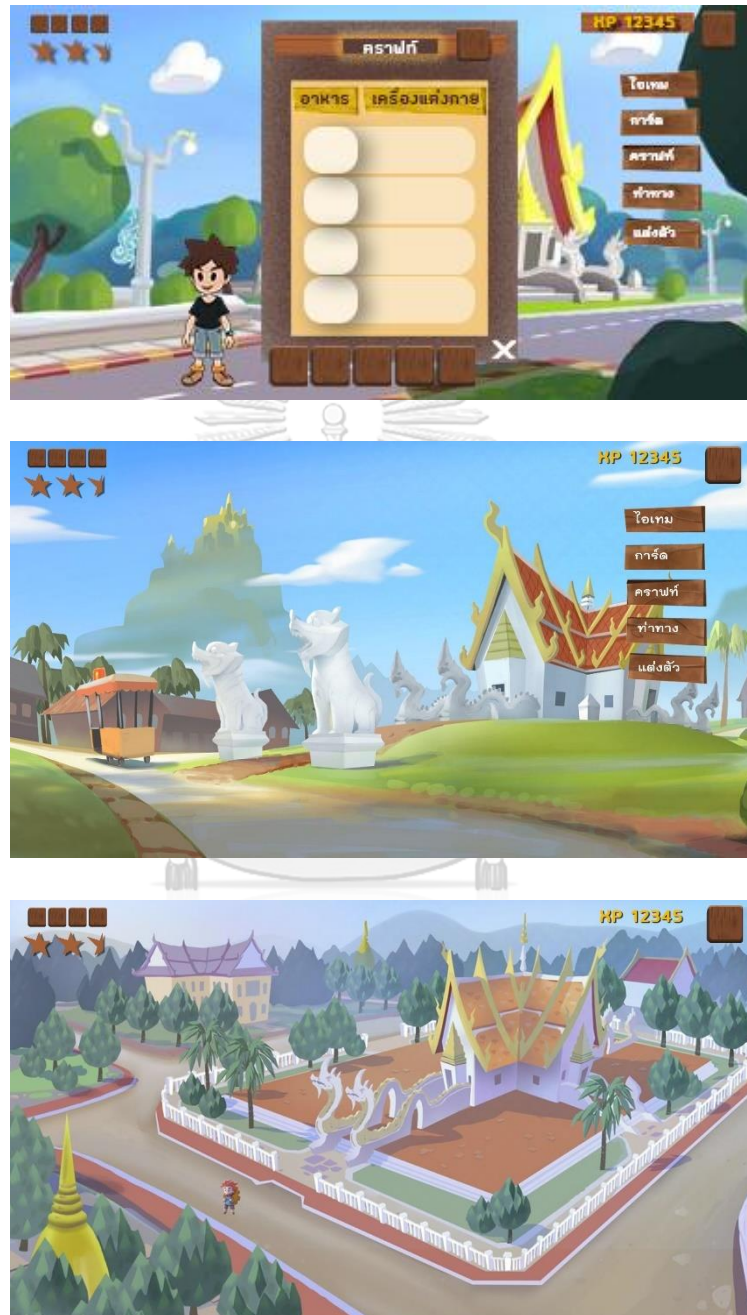 XP 12345
คราฟท์
อาหาร เครื่องแต่งกาย
ไอเทม
การ์ด
คราฟท์
ท่าทาง
แต่งตัว
X
XP 12345
ไอเทม
การ์ด
คราฟท์
ท่าทาง
แต่งตัว
XP 12345